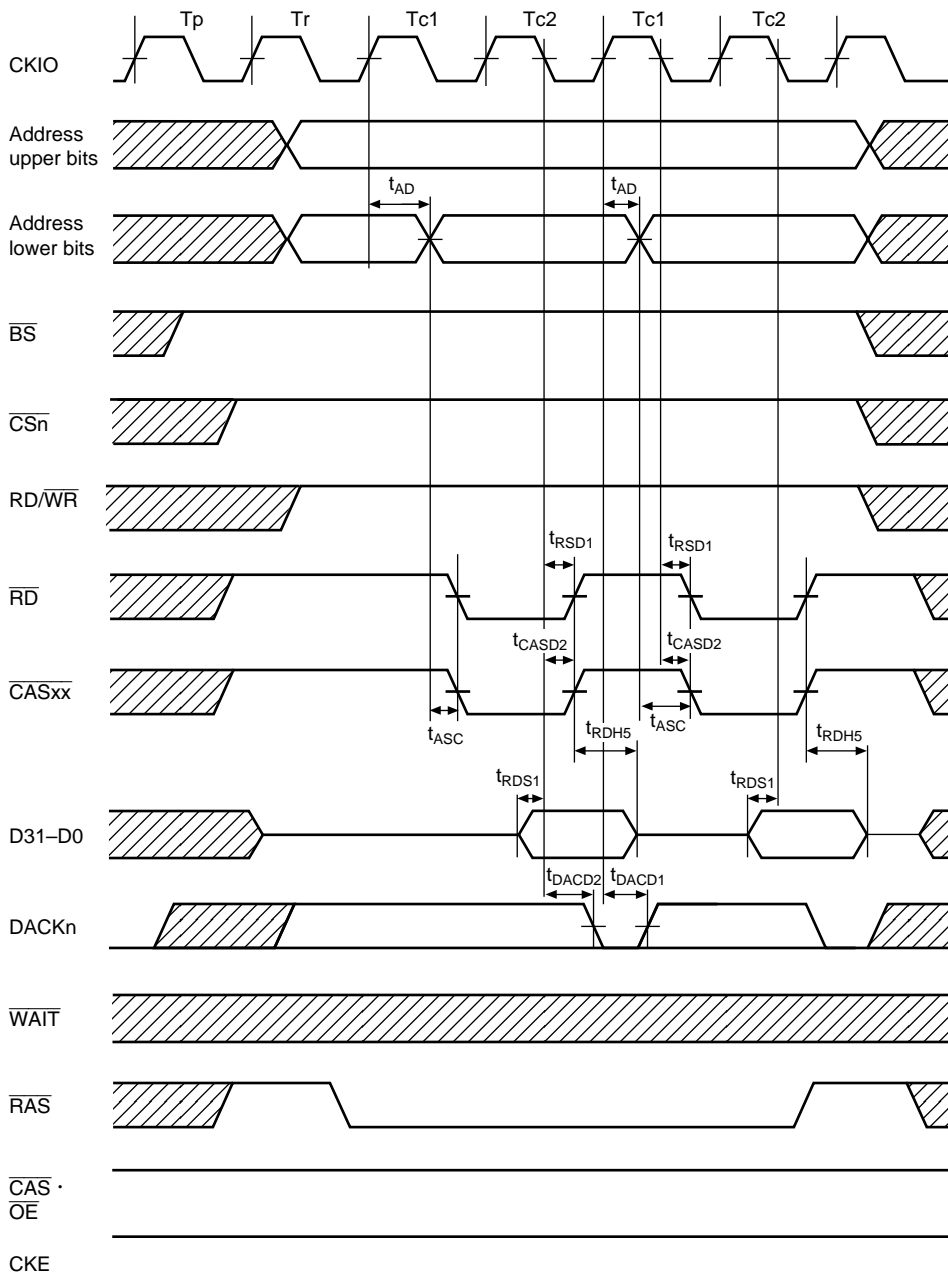 Tp Tr Tc1 Tc2 Tc1 Tc2
CKIO
Address
upper bits
tAD tAD
Address
lower bits
BS
CSn
RD/WR
tRSD1 tRSD1
RD
tCASD2 tCASD2
CASxx
tASC tRDH5 tASC tRDH5
tRDS1 tRDS1
D31–D0
tDACD2 tDACD1
DACKn
WAIT
RAS
CAS ·
OE
CKE